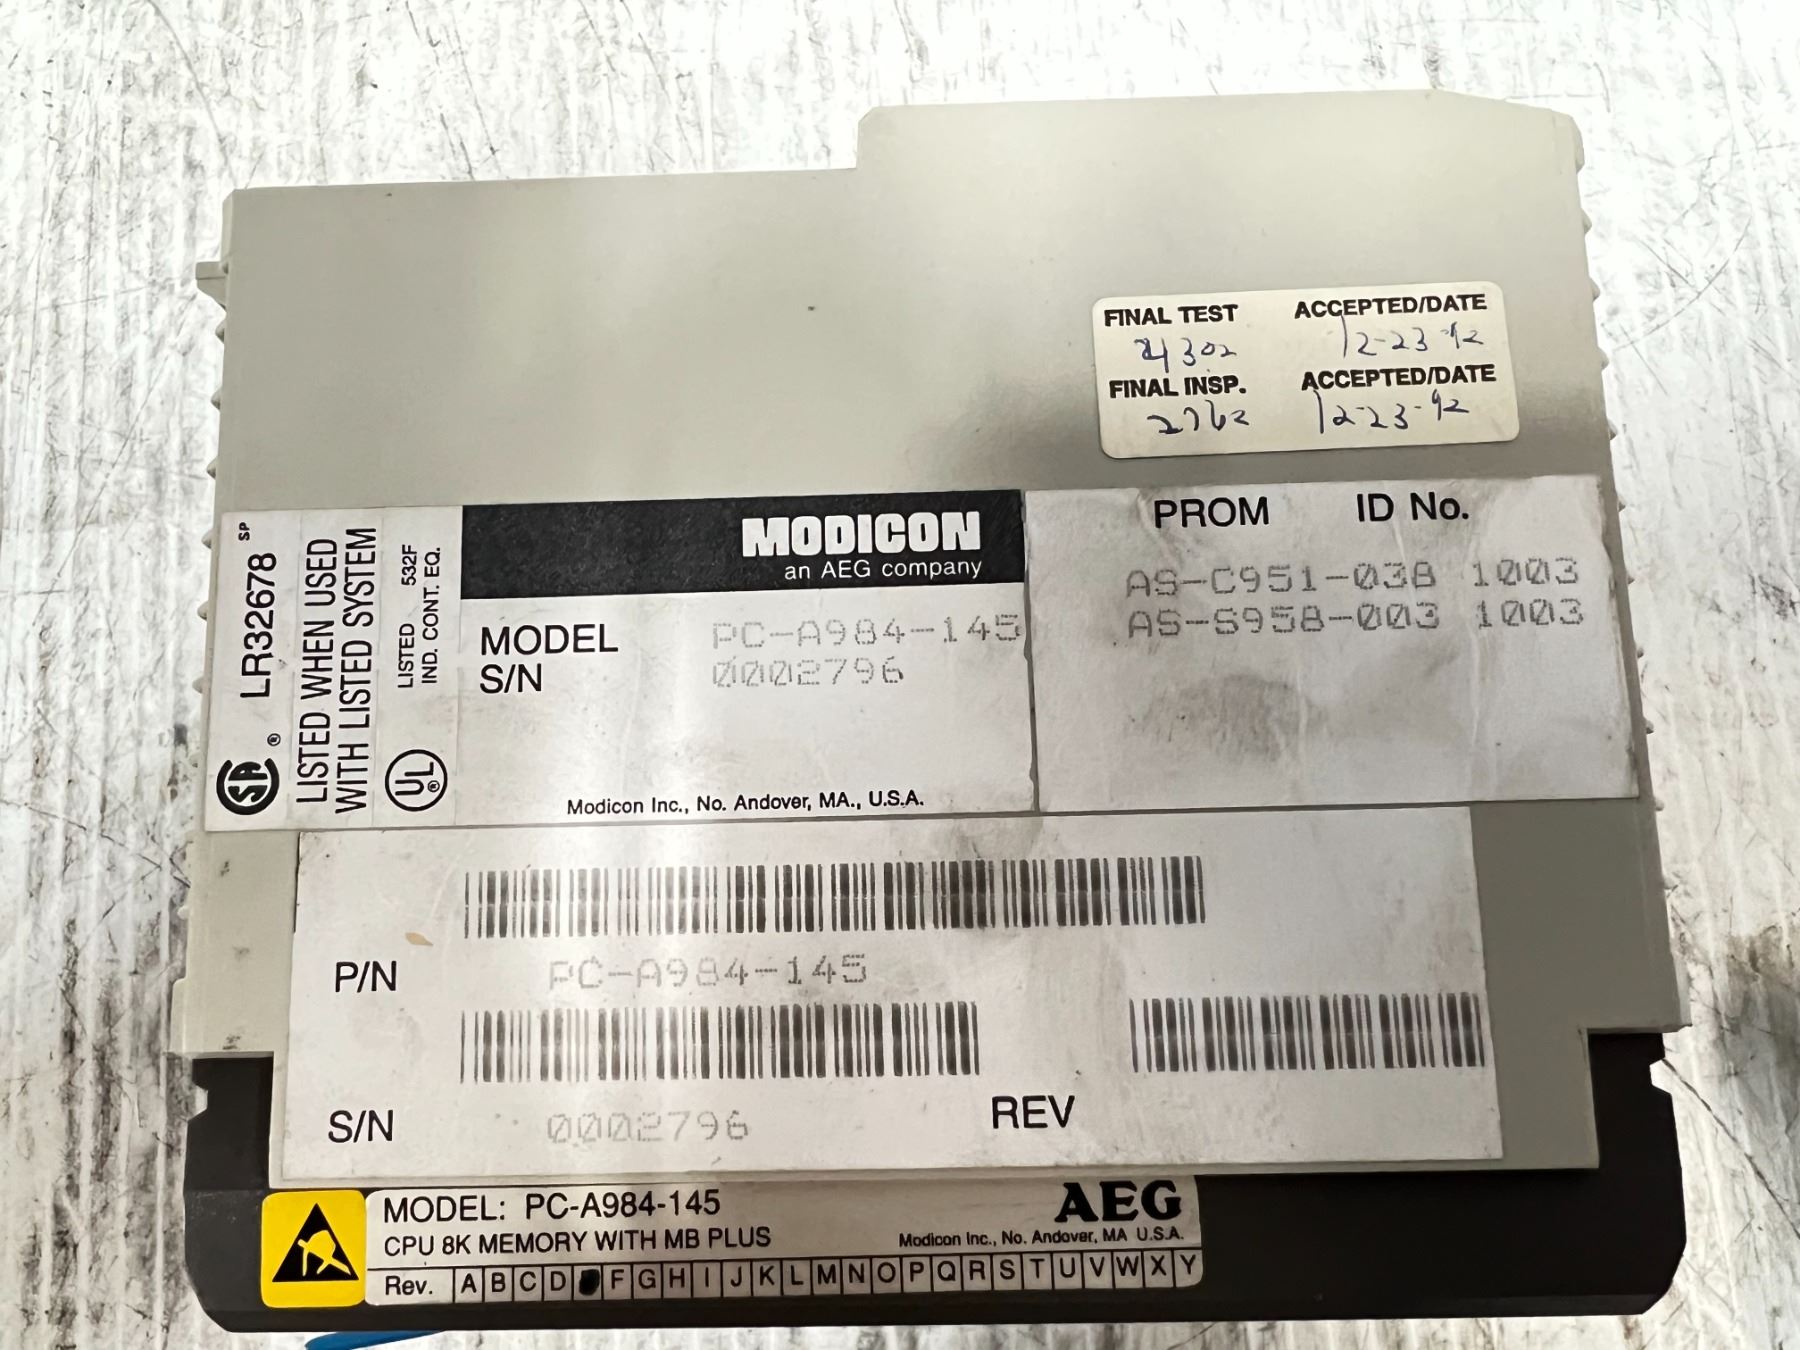 FINAL TEST ACCEPTED/DATE
4302 12-23-92
FINAL INSP. ACCEPTED/DATE
2762 12-23-92
SP
LR32678
LISTED WHEN USED
WITH LISTED SYSTEM
LISTED 532F
IND. CONT. EQ.
UL
MODICON
an AEG company
MODEL PC-A984-145
S/N 0002796
Modicon Inc., No. Andover, MA., U.S.A.
PROM ID No.
AS-C951-038 1003
AS-S958-003 1003
P/N PC-A984-145
S/N 0002796 REV
MODEL: PC-A984-145 AEG
CPU 8K MEMORY WITH MB PLUS Modicon Inc., No. Andover, MA U.S.A.
Rev. A B C D F G H I J K L M N O P Q R S T U V W X Y